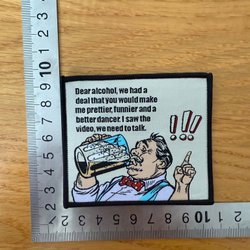 Dear alcohol, we had a
deal that you would make
me prettier, funnier and a
better dancer. I saw the
video, we need to talk.
!!!